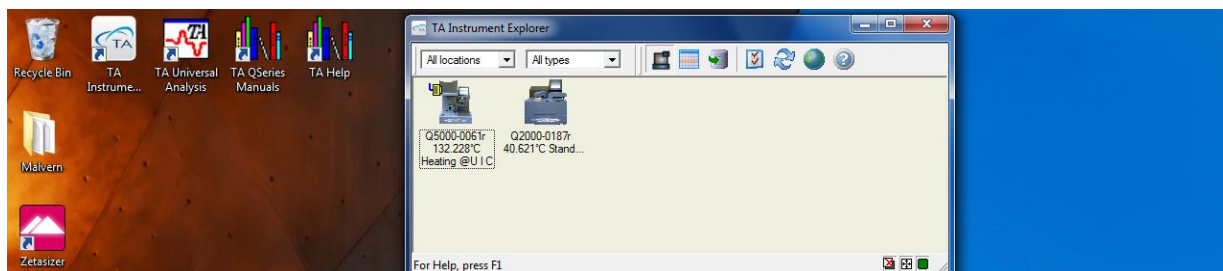 Recycle Bin
TA
Instrume...
TA Universal
Analysis
TA QSeries
Manuals
TA Help
Malvern
Zetasizer
TA Instrument Explorer
All locations
All types
Q5000-0061r
132.228°C
Heating @U I C
Q2000-0187r
40.621°C Stand...
For Help, press F1